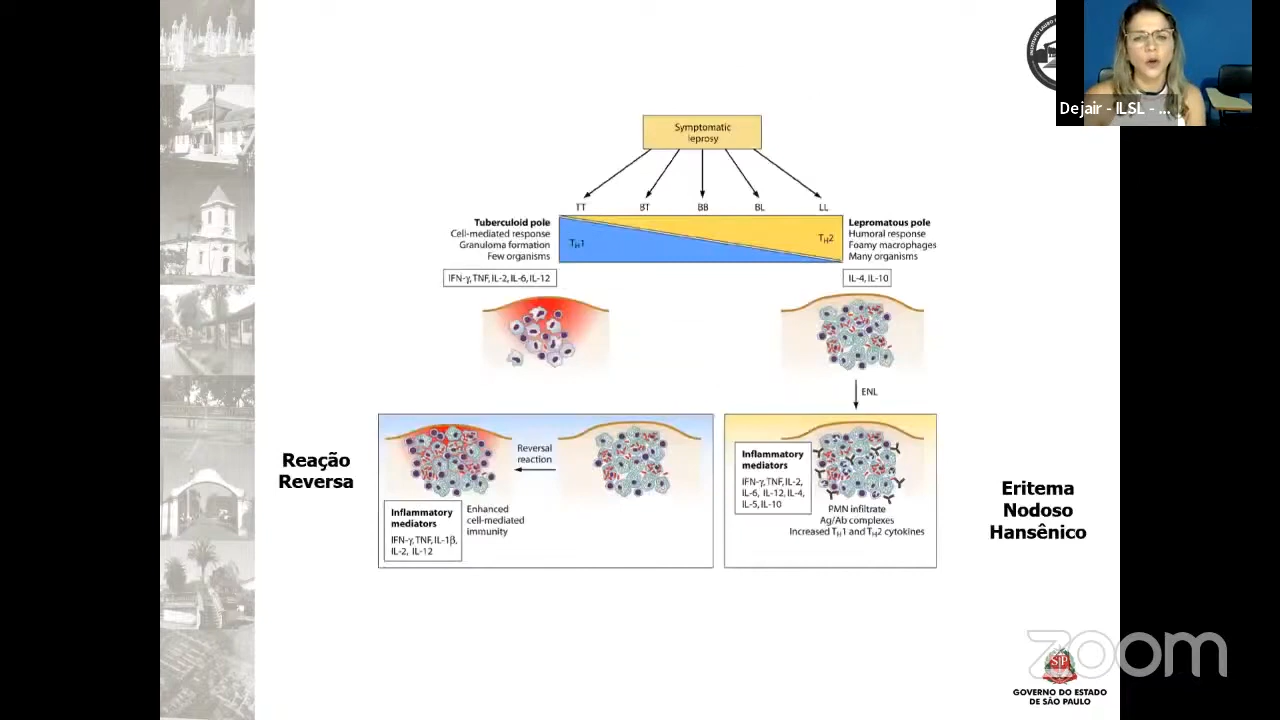 Dejair - ILSL - ...
INSTITUTO LAURO
Symptomatic
leprosy
TT BT BB BL LL
Tuberculoid pole
Cell-mediated response
Granuloma formation
Few organisms
TH1
TH2
Lepromatous pole
Humoral response
Foamy macrophages
Many organisms
IFN-γ, TNF, IL-2, IL-6, IL-12
IL-4, IL-10
ENL
Reação
Reversa
Reversal
reaction
Inflammatory
mediators
IFN-γ, TNF, IL-1β,
IL-2, IL-12
Enhanced
cell-mediated
immunity
Inflammatory
mediators
IFN-γ, TNF, IL-2,
IL-6, IL-12, IL-4,
IL-5, IL-10
PMN infiltrate
Ag/Ab complexes
Increased TH1 and TH2 cytokines
Eritema
Nodoso
Hansênico
zoom
SP
GOVERNO DO ESTADO
DE SÃO PAULO